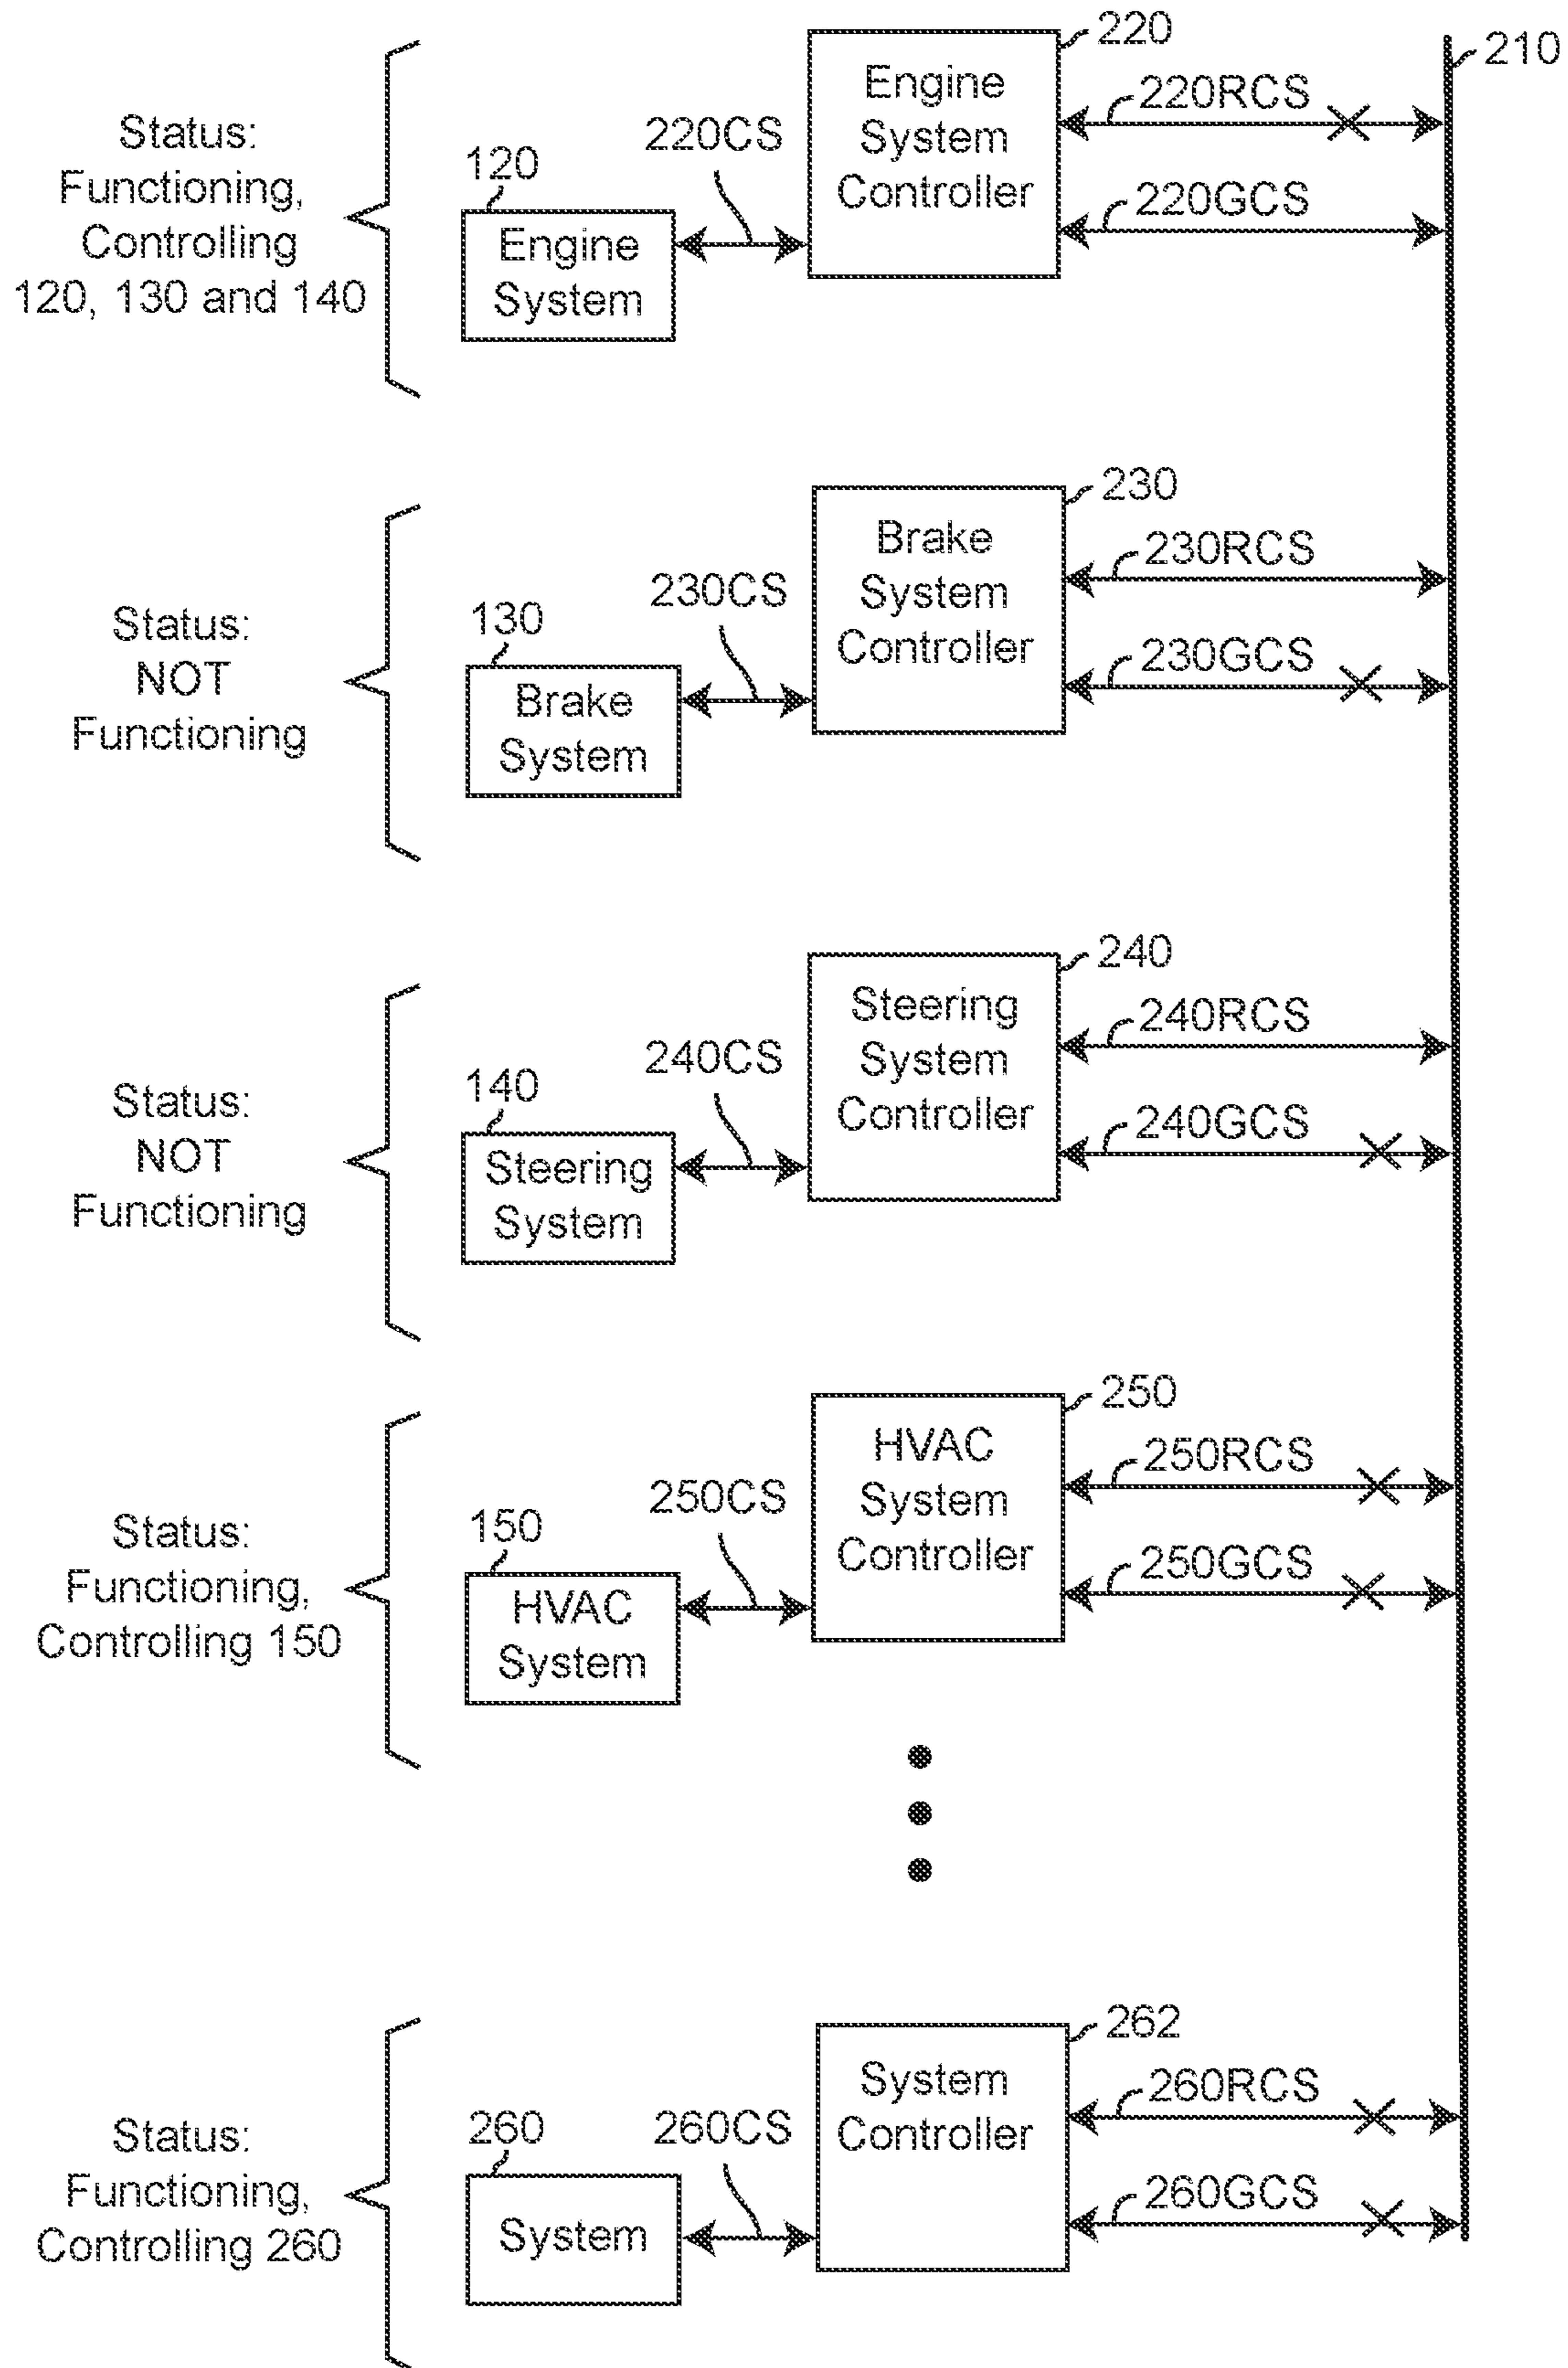 220
210
Engine
System
Controller
220RCS
220GCS
220CS
120
Engine
System
Status:
Functioning,
Controlling
120, 130 and 140
230
Brake
System
Controller
230RCS
230GCS
230CS
130
Brake
System
Status:
NOT
Functioning
240
Steering
System
Controller
240RCS
240GCS
240CS
140
Steering
System
Status:
NOT
Functioning
250
HVAC
System
Controller
250RCS
250GCS
250CS
150
HVAC
System
Status:
Functioning,
Controlling 150
262
System
Controller
260RCS
260GCS
260CS
260
System
Status:
Functioning,
Controlling 260